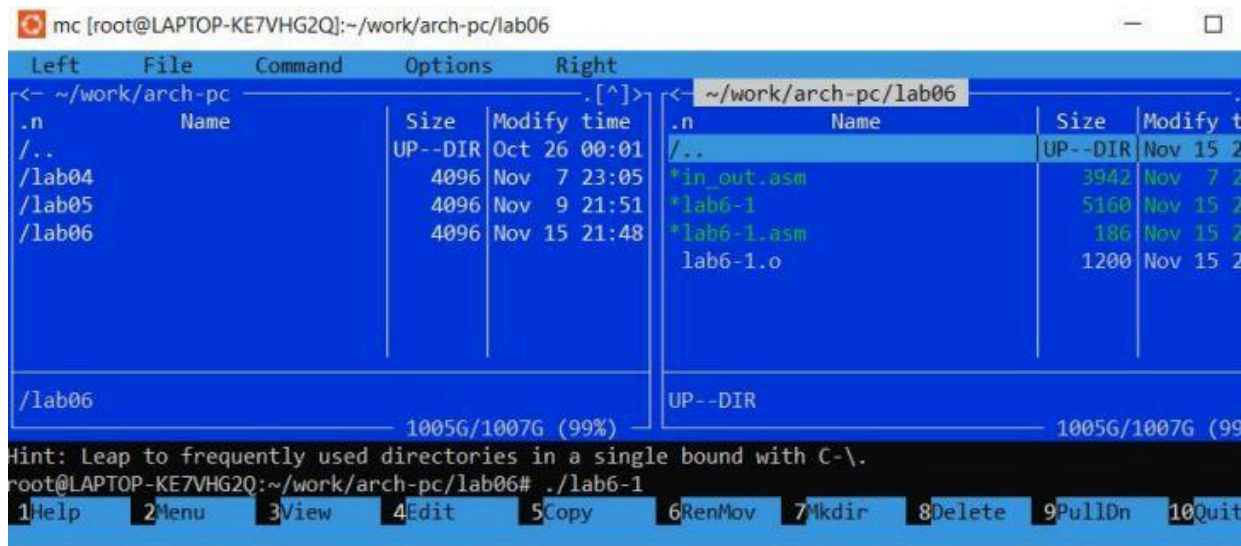 mc [root@LAPTOP-KE7VHG2Q]:~/work/arch-pc/lab06
Left File Command Options Right
<- ~/work/arch-pc .[^]> <- ~/work/arch-pc/lab06 .
.n Name Size Modify time .n Name Size Modify t
/.. UP--DIR Oct 26 00:01 /.. UP--DIR Nov 15 2
/lab04 4096 Nov 7 23:05 *in_out.asm 3942 Nov 7 2
/lab05 4096 Nov 9 21:51 *lab6-1 5160 Nov 15 2
/lab06 4096 Nov 15 21:48 *lab6-1.asm 186 Nov 15 2
lab6-1.o 1200 Nov 15 2
/lab06 UP--DIR
1005G/1007G (99%) 1005G/1007G (99
Hint: Leap to frequently used directories in a single bound with C-\.
root@LAPTOP-KE7VHG2Q:~/work/arch-pc/lab06# ./lab6-1
1Help 2Menu 3View 4Edit 5Copy 6RenMov 7Mkdir 8Delete 9PullDn 10Quit